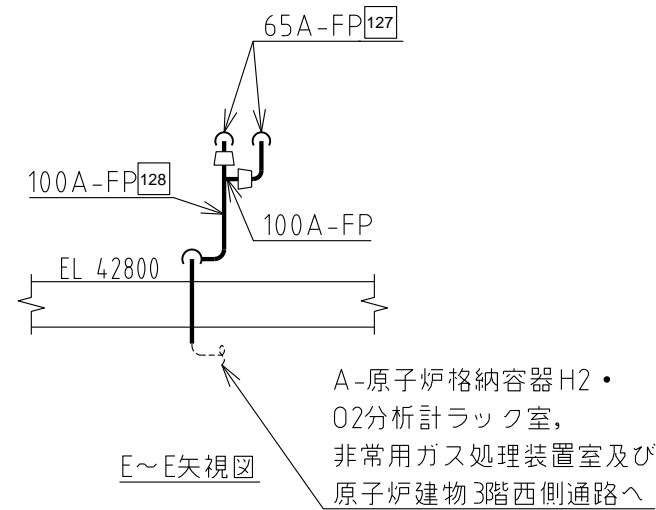 65A-FP 127
100A-FP 128
100A-FP
EL 42800
A-原子炉格納容器H2・
O2分析計ラック室,
非常用ガス処理装置室及び
原子炉建物3階西側通路へ
E～E矢視図